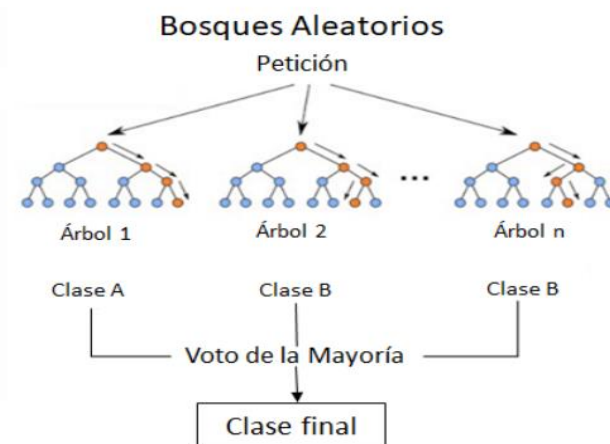 Bosques Aleatorios
Petición
...
Árbol 1
Árbol 2
Árbol n
Clase A
Clase B
Clase B
Voto de la Mayoría
Clase final